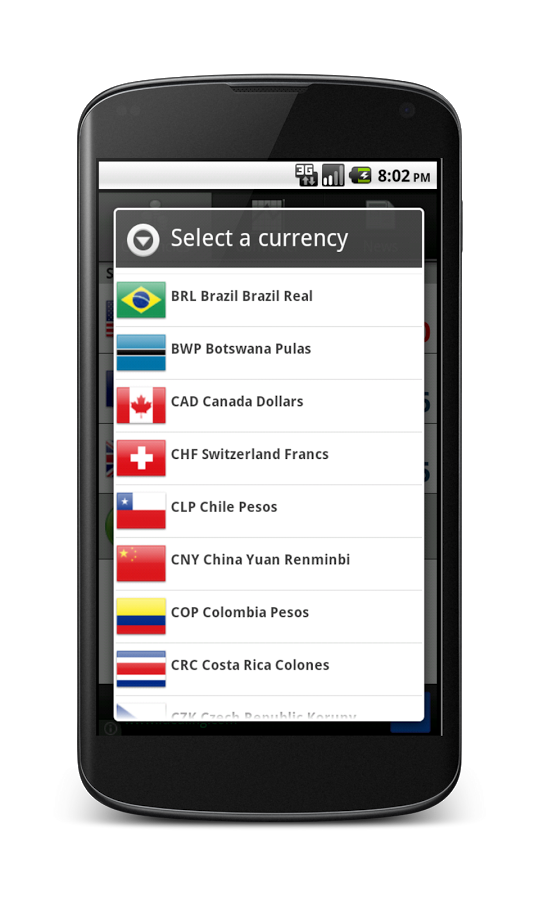 3G
8:02 PM
Select a currency
BRL Brazil Brazil Real
BWP Botswana Pulas
CAD Canada Dollars
CHF Switzerland Francs
CLP Chile Pesos
CNY China Yuan Renminbi
COP Colombia Pesos
CRC Costa Rica Colones
CZK Czech Republic Koruny